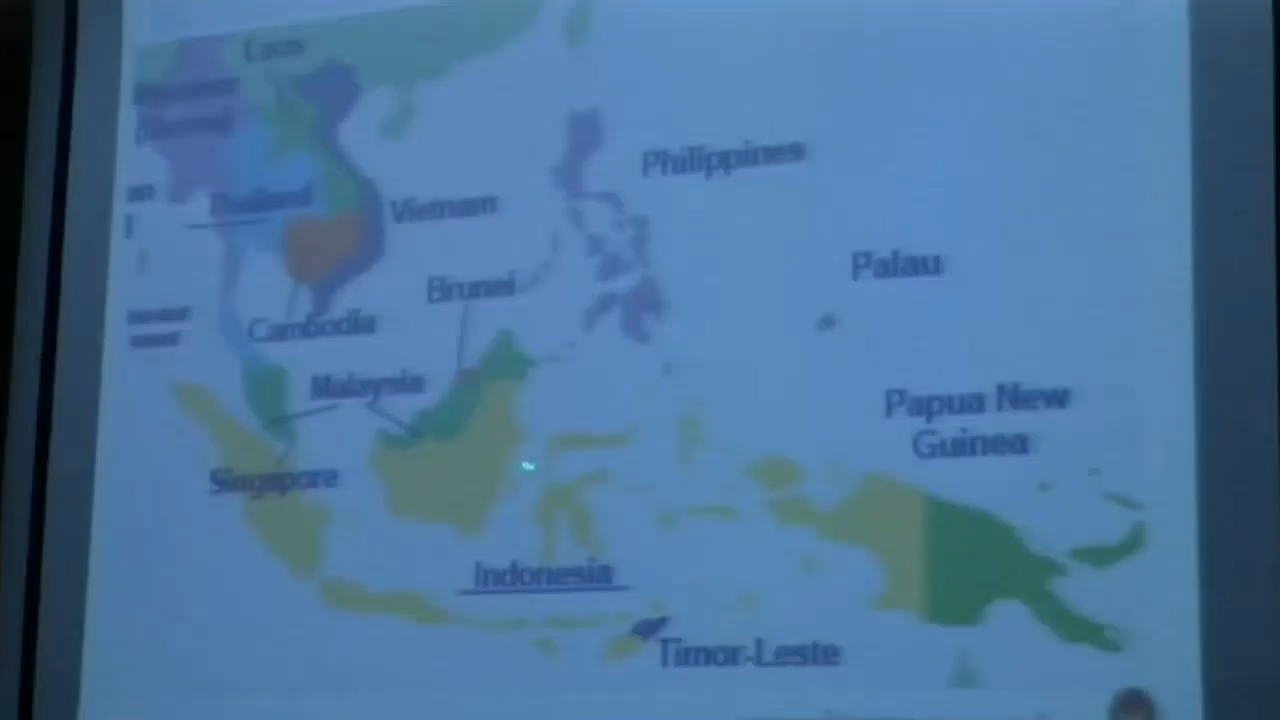 Laos
Philippines
Thailand
Vietnam
Palau
Brunei
Cambodia
Malaysia
Papua New
Guinea
Singapore
Indonesia
Timor-Leste